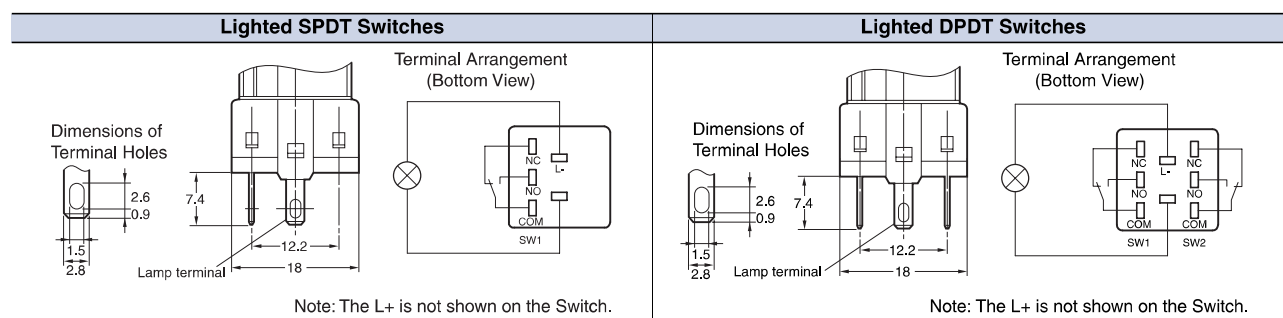 Lighted SPDT Switches
Terminal Arrangement
(Bottom View)
Dimensions of
Terminal Holes
NC
L-
2.6
7.4
NO
0.9
COM
1.5
12.2
SW1
2.8
Lamp terminal
18
Note: The L+ is not shown on the Switch.
Lighted DPDT Switches
Terminal Arrangement
(Bottom View)
Dimensions of
Terminal Holes
NC
NC
L-
2.6
7.4
NO
NO
0.9
COM
COM
1.5
12.2
SW1
SW2
2.8
Lamp terminal
18
Note: The L+ is not shown on the Switch.